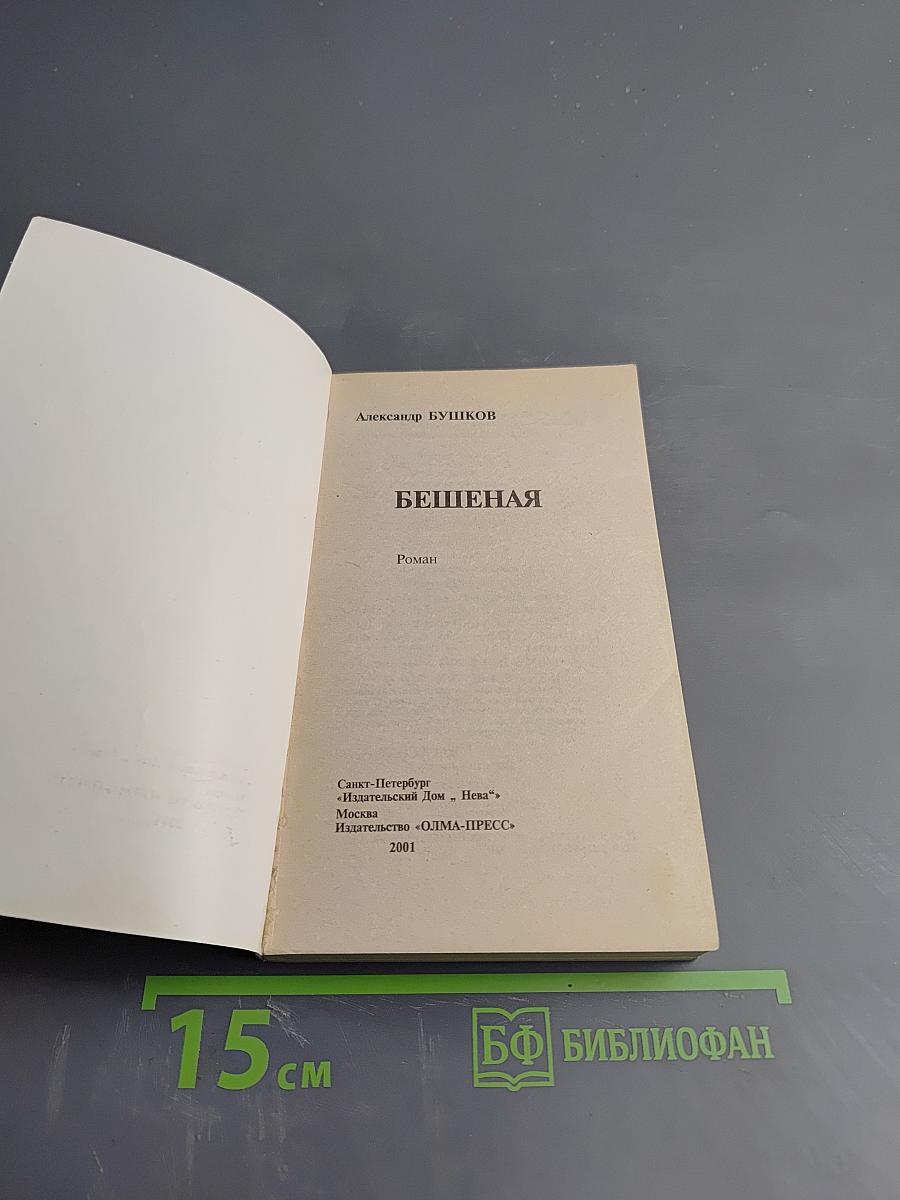 Александр БУШКОВ
БЕШЕНАЯ
Роман
Санкт-Петербург
«Издательский Дом „ Нева“»
Москва
Издательство «ОЛМА-ПРЕСС»
2001
15 см
БФ БИБЛИОФАН